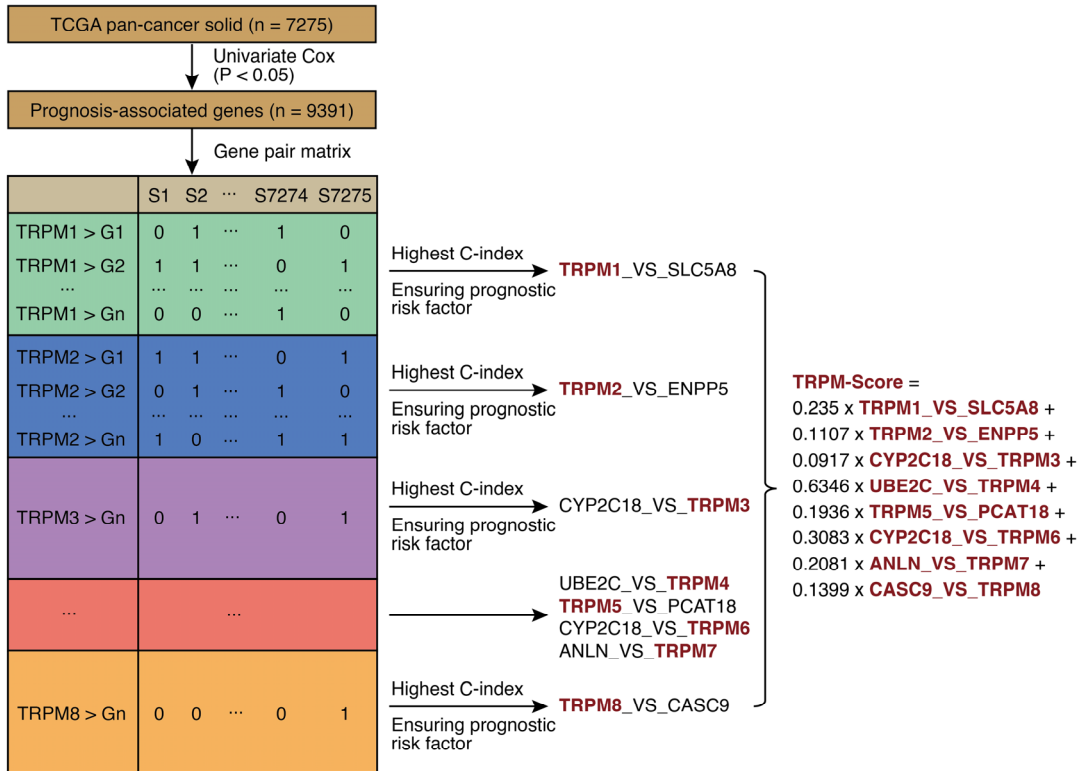 TCGA pan-cancer solid (n = 7275)
Univariate Cox
(P < 0.05)
Prognosis-associated genes (n = 9391)
Gene pair matrix
S1 S2 ... S7274 S7275
TRPM1 > G1 0 1 ... 1 0
TRPM1 > G2 1 1 ... 0 1
... ... ... ... ... ...
TRPM1 > Gn 0 0 ... 1 0
Highest C-index
Ensuring prognostic
risk factor
TRPM1_VS_SLC5A8
TRPM2 > G1 1 1 ... 0 1
TRPM2 > G2 0 1 ... 1 0
... ... ... ... ... ...
TRPM2 > Gn 1 0 ... 1 1
Highest C-index
Ensuring prognostic
risk factor
TRPM2_VS_ENPP5
TRPM3 > Gn 0 1 ... 0 1
Highest C-index
Ensuring prognostic
risk factor
CYP2C18_VS_TRPM3
... ...
UBE2C_VS_TRPM4
TRPM5_VS_PCAT18
CYP2C18_VS_TRPM6
ANLN_VS_TRPM7
TRPM8 > Gn 0 0 ... 0 1
Highest C-index
Ensuring prognostic
risk factor
TRPM8_VS_CASC9
TRPM-Score =
0.235 x TRPM1_VS_SLC5A8 +
0.1107 x TRPM2_VS_ENPP5 +
0.0917 x CYP2C18_VS_TRPM3 +
0.6346 x UBE2C_VS_TRPM4 +
0.1936 x TRPM5_VS_PCAT18 +
0.3083 x CYP2C18_VS_TRPM6 +
0.2081 x ANLN_VS_TRPM7 +
0.1399 x CASC9_VS_TRPM8